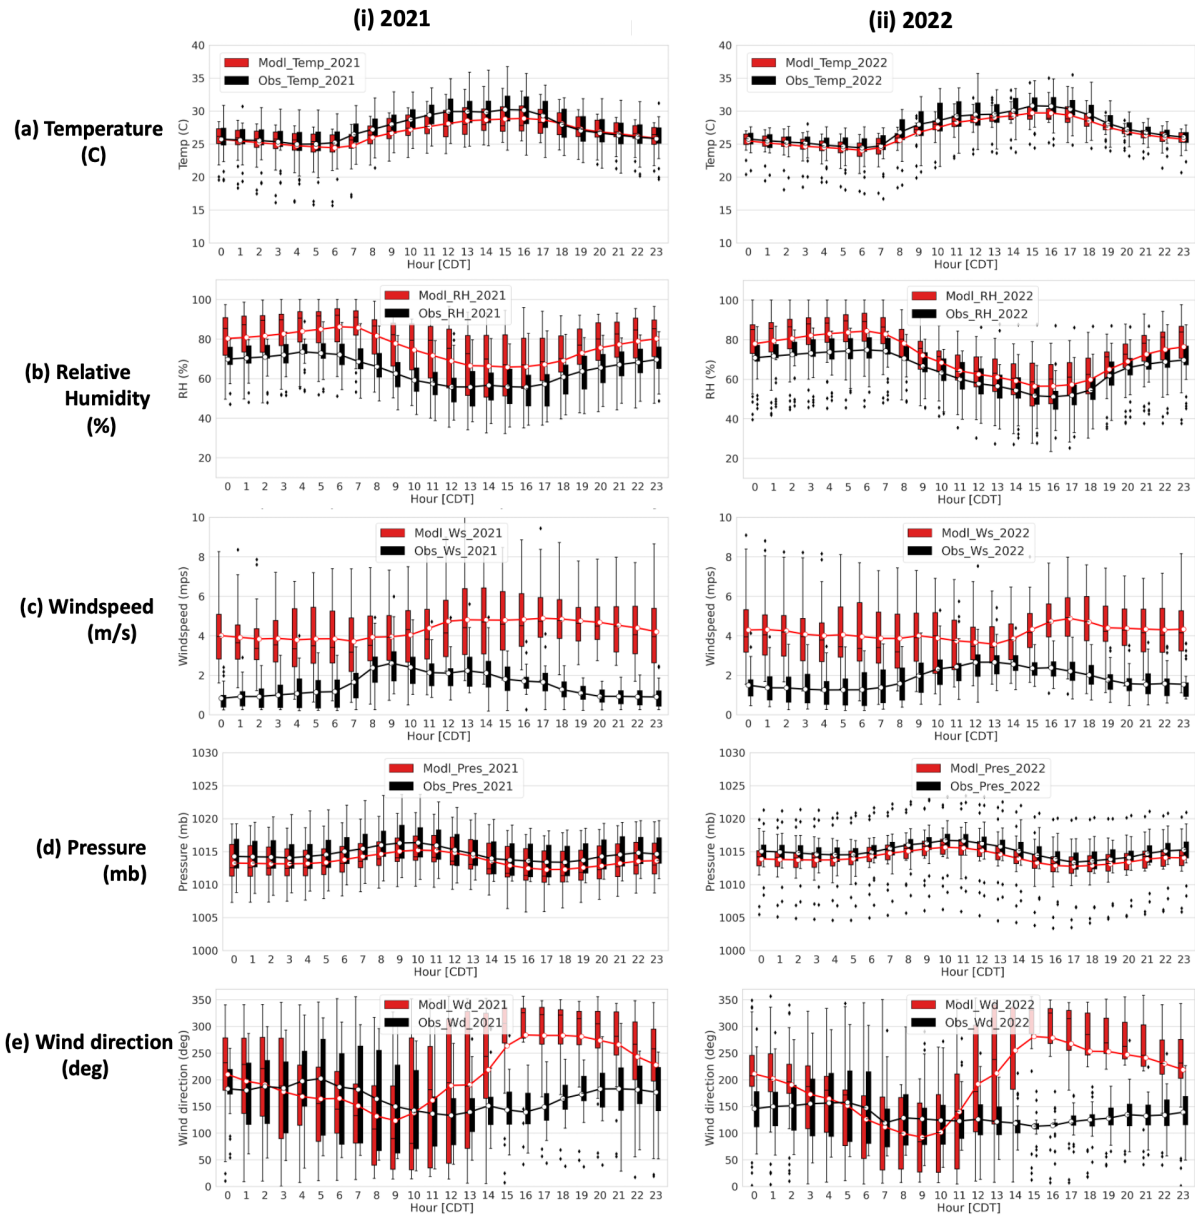 (i) 2021
(ii) 2022
(a) Temperature
(C)
Temp (C)
40
35
30
25
20
15
10
Modl_Temp_2021
Obs_Temp_2021
0 1 2 3 4 5 6 7 8 9 10 11 12 13 14 15 16 17 18 19 20 21 22 23
Hour [CDT]
Temp (C)
40
35
30
25
20
15
10
Modl_Temp_2022
Obs_Temp_2022
0 1 2 3 4 5 6 7 8 9 10 11 12 13 14 15 16 17 18 19 20 21 22 23
Hour [CDT]
(b) Relative
Humidity
(%)
RH (%)
100
80
60
40
20
Modl_RH_2021
Obs_RH_2021
0 1 2 3 4 5 6 7 8 9 10 11 12 13 14 15 16 17 18 19 20 21 22 23
Hour [CDT]
RH (%)
100
80
60
40
20
Modl_RH_2022
Obs_RH_2022
0 1 2 3 4 5 6 7 8 9 10 11 12 13 14 15 16 17 18 19 20 21 22 23
Hour [CDT]
(c) Windspeed
(m/s)
Windspeed (mps)
10
8
6
4
2
0
Modl_Ws_2021
Obs_Ws_2021
0 1 2 3 4 5 6 7 8 9 10 11 12 13 14 15 16 17 18 19 20 21 22 23
Hour [CDT]
Windspeed (mps)
10
8
6
4
2
0
Modl_Ws_2022
Obs_Ws_2022
0 1 2 3 4 5 6 7 8 9 10 11 12 13 14 15 16 17 18 19 20 21 22 23
Hour [CDT]
(d) Pressure
(mb)
Pressure (mb)
1030
1025
1020
1015
1010
1005
1000
Modl_Pres_2021
Obs_Pres_2021
0 1 2 3 4 5 6 7 8 9 10 11 12 13 14 15 16 17 18 19 20 21 22 23
Hour [CDT]
Pressure (mb)
1030
1025
1020
1015
1010
1005
1000
Modl_Pres_2022
Obs_Pres_2022
0 1 2 3 4 5 6 7 8 9 10 11 12 13 14 15 16 17 18 19 20 21 22 23
Hour [CDT]
(e) Wind direction
(deg)
Wind direction (deg)
350
300
250
200
150
100
50
0
Modl_Wd_2021
Obs_Wd_2021
0 1 2 3 4 5 6 7 8 9 10 11 12 13 14 15 16 17 18 19 20 21 22 23
Hour [CDT]
Wind direction (deg)
350
300
250
200
150
100
50
0
Modl_Wd_2022
Obs_Wd_2022
0 1 2 3 4 5 6 7 8 9 10 11 12 13 14 15 16 17 18 19 20 21 22 23
Hour [CDT]